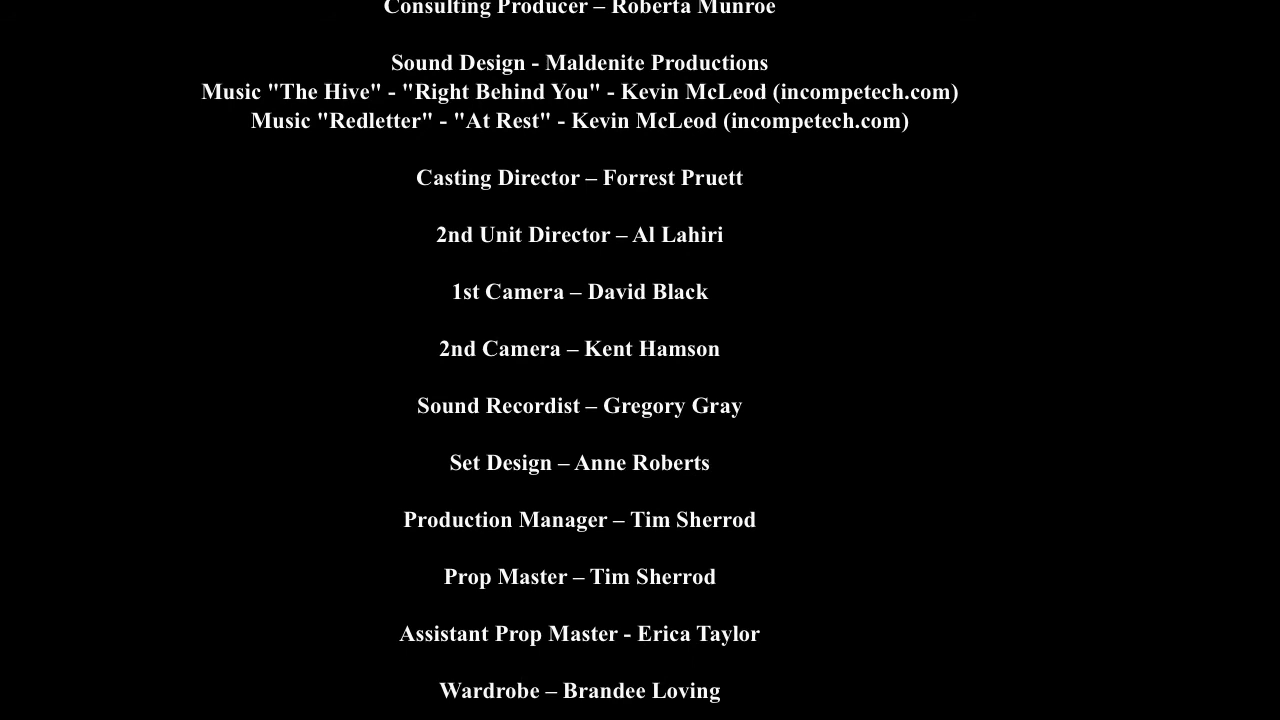 Consulting Producer – Roberta Munroe
Sound Design - Maldenite Productions
Music "The Hive" - "Right Behind You" - Kevin McLeod (incompetech.com)
Music "Redletter" - "At Rest" - Kevin McLeod (incompetech.com)
Casting Director – Forrest Pruett
2nd Unit Director – Al Lahiri
1st Camera – David Black
2nd Camera – Kent Hamson
Sound Recordist – Gregory Gray
Set Design – Anne Roberts
Production Manager – Tim Sherrod
Prop Master – Tim Sherrod
Assistant Prop Master - Erica Taylor
Wardrobe – Brandee Loving